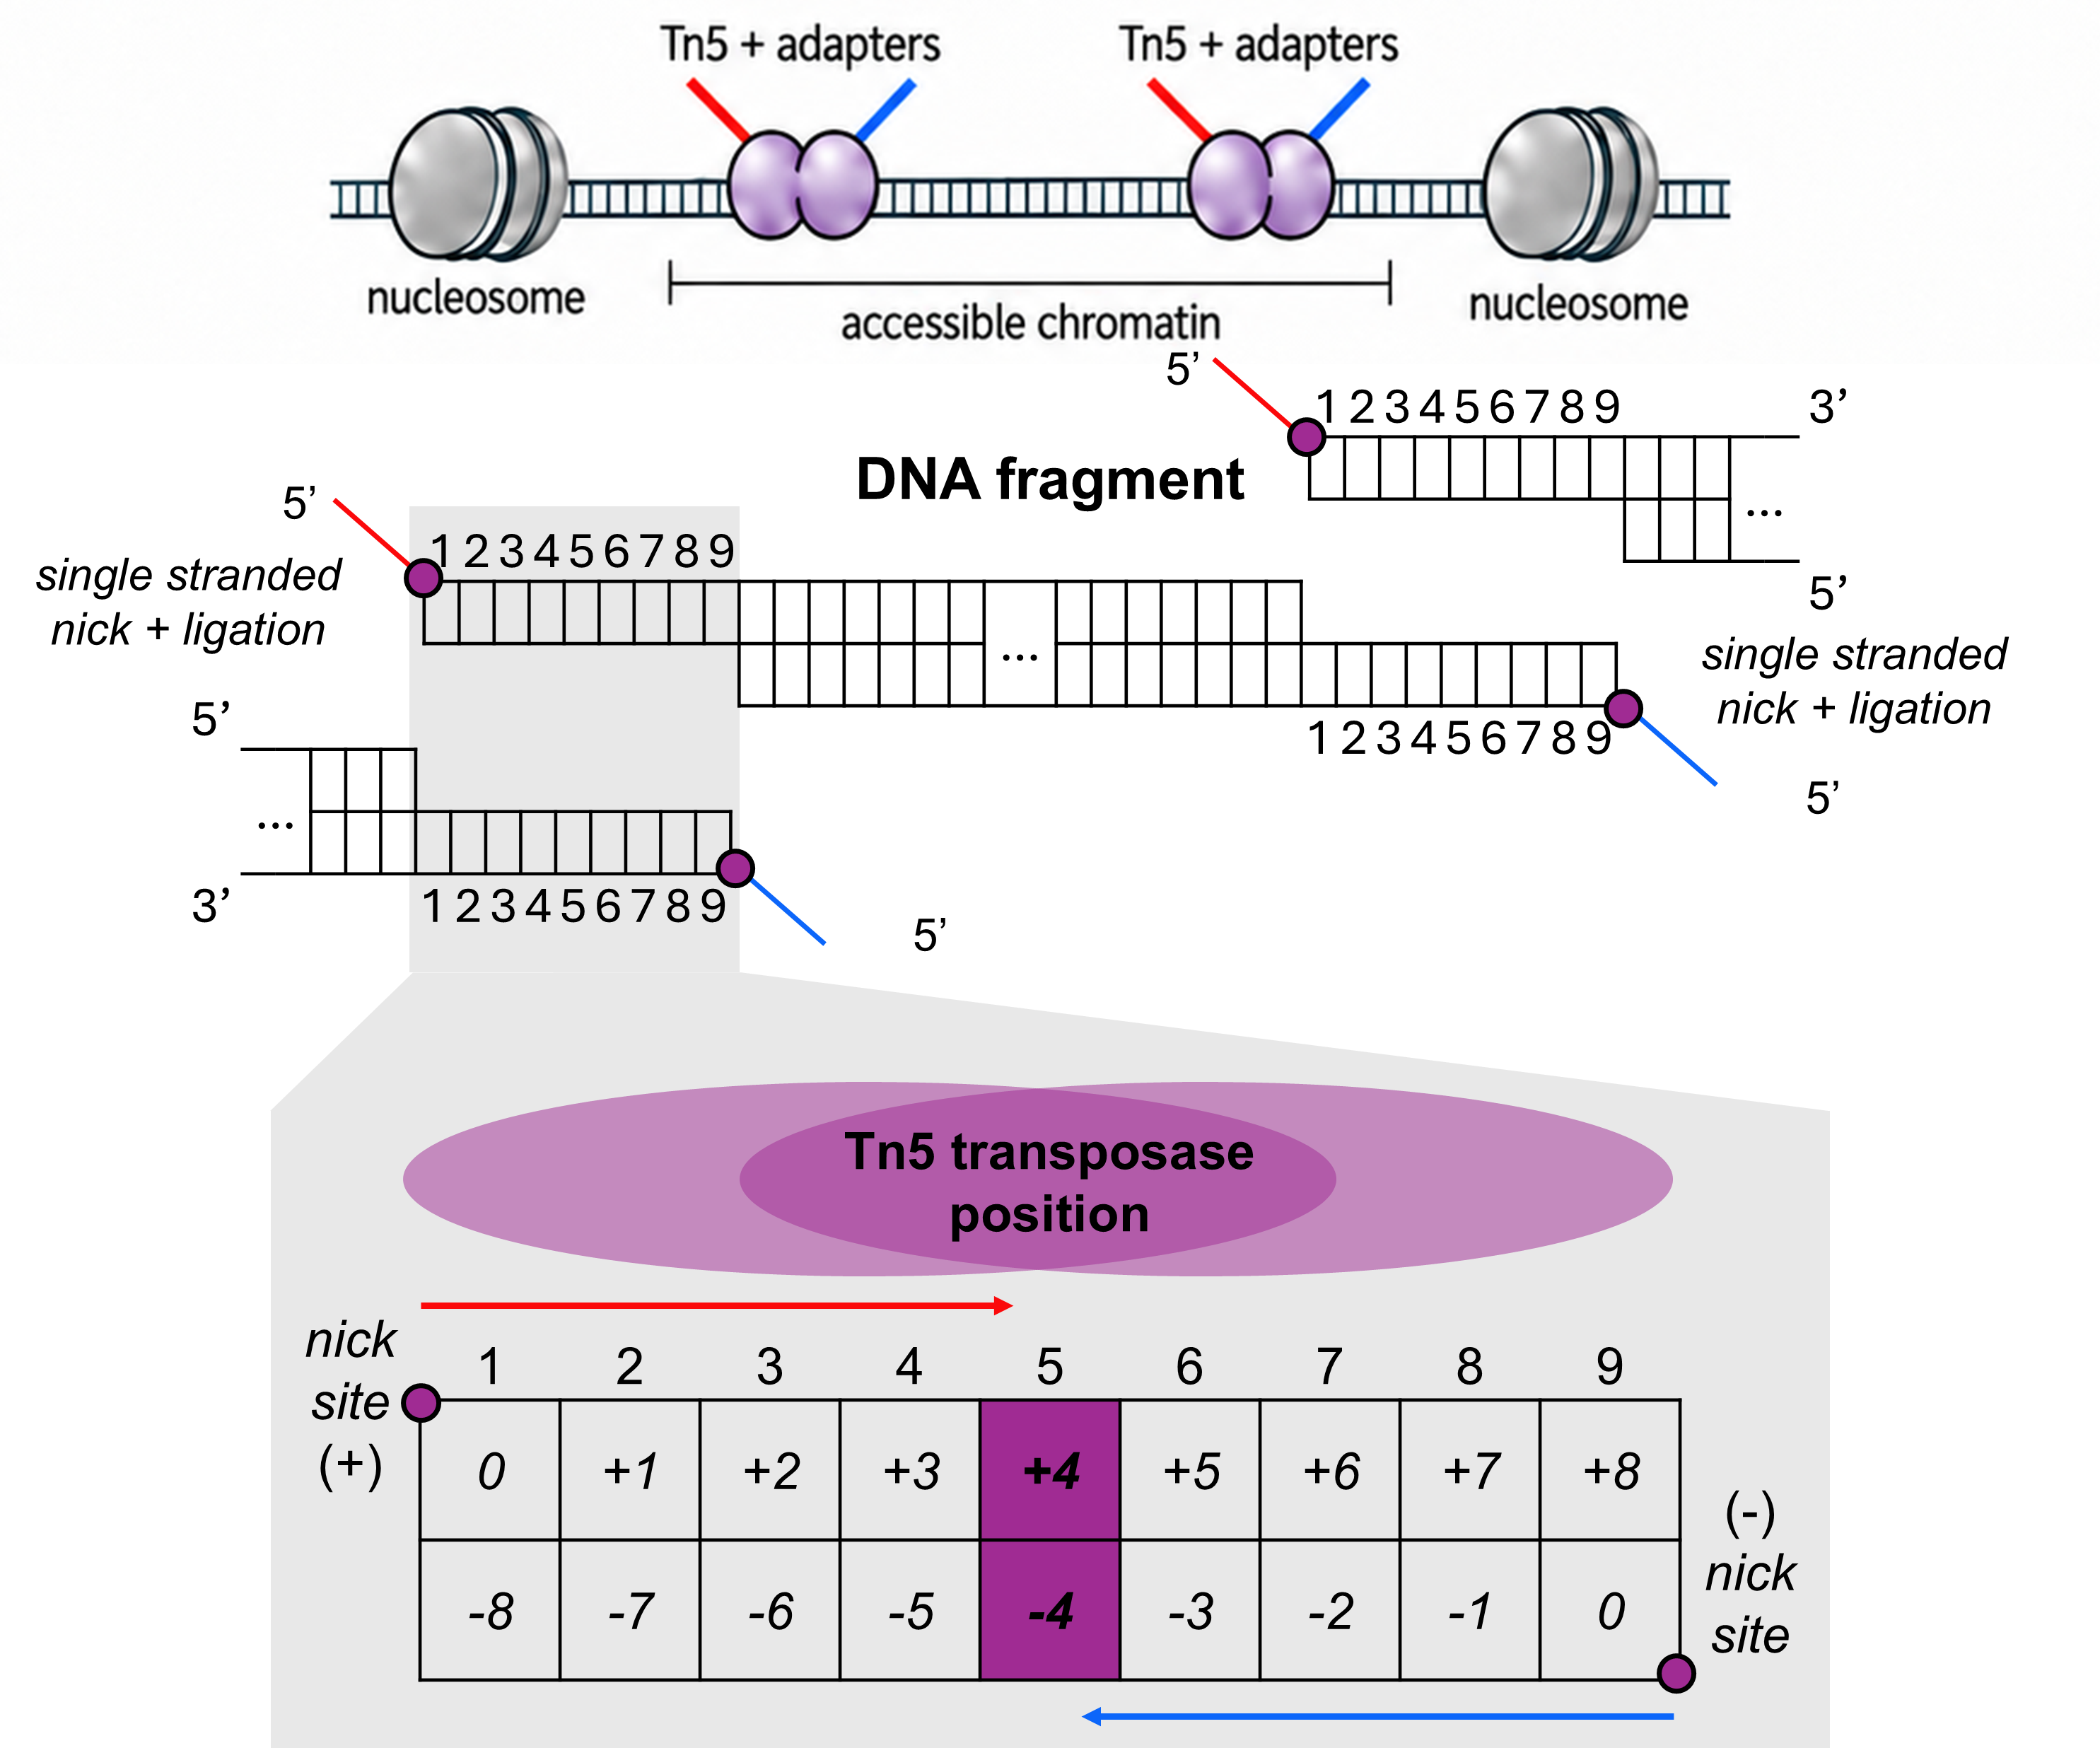 Tn5 + adapters
Tn5 + adapters
nucleosome
nucleosome
accessible chromatin
5’
1 2 3 4 5 6 7 8 9
3’
DNA fragment
5’
...
1 2 3 4 5 6 7 8 9
single stranded
nick + ligation
5’
...
single stranded
nick + ligation
5’
1 2 3 4 5 6 7 8 9
5’
...
3’
1 2 3 4 5 6 7 8 9
5’
Tn5 transposase
position
nick
site
(+)
1 2 3 4 5 6 7 8 9
0 +1 +2 +3 +4 +5 +6 +7 +8
-8 -7 -6 -5 -4 -3 -2 -1 0
(-)
nick
site